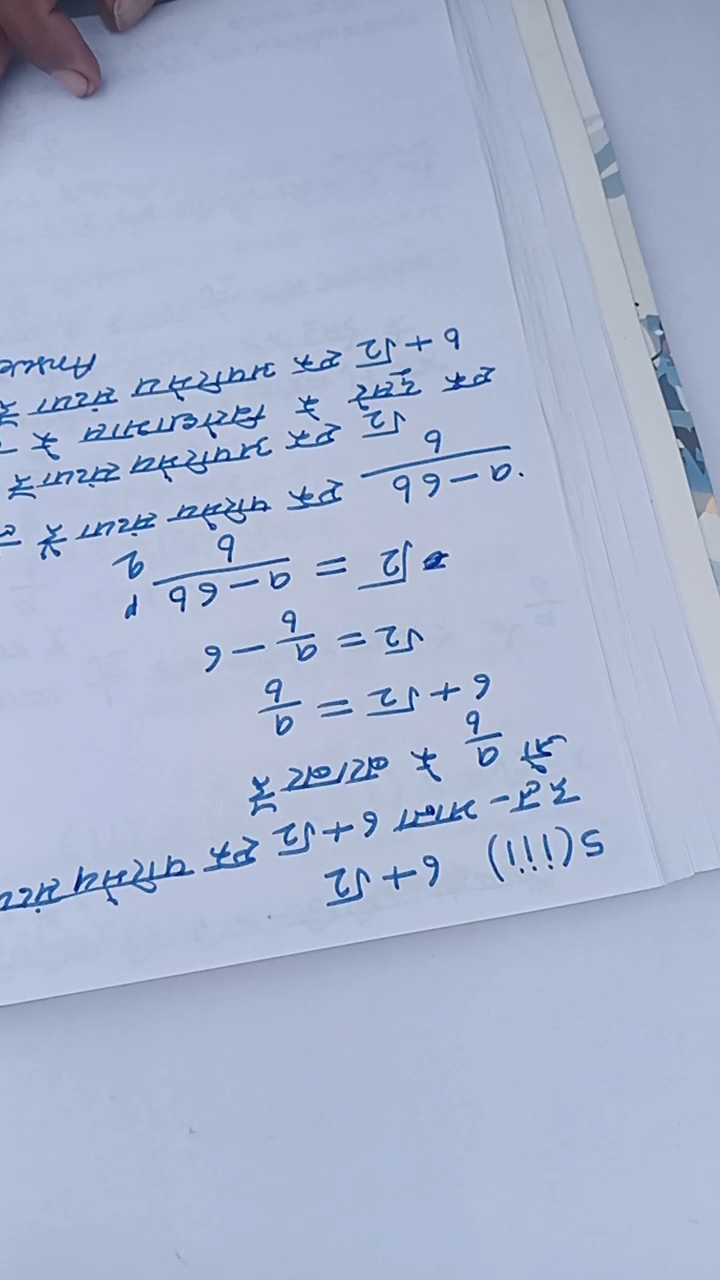 5(iii) 6+√2
हल- माना 6+√2 एक परिमेय संख्या
जो a/b के बराबर है
6+√2 = a/b
√2 = a/b - 6
√2 = (a-6b)/b p/q
a-6b/b एक परिमेय संख्या है
√2 एक अपरिमेय संख्या है
एक दूसरे के विरोधाभास है
6+√2 एक अपरिमेय संख्या है